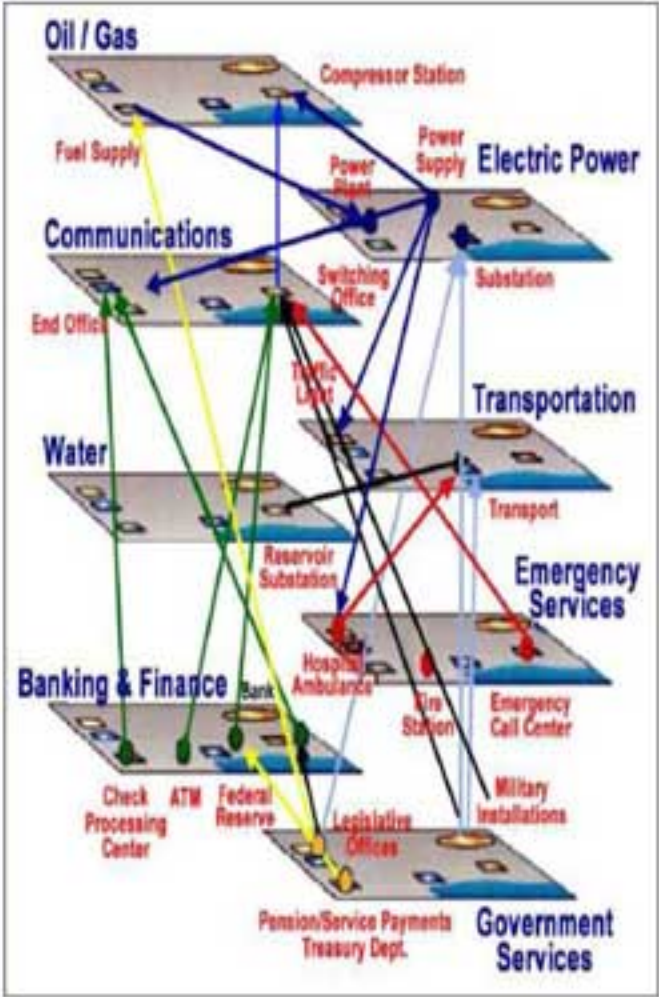 Oil / Gas
Compressor Station
Fuel Supply
Power
Supply
Electric Power
Power
Plant
Communications
Switching
Office
Substation
End Office
Traffic
Light
Transportation
Water
Transport
Reservoir
Substation
Emergency
Services
Hospital
Ambulance
Banking & Finance
Bank
Fire
Station
Emergency
Call Center
Check
Processing
Center
ATM
Federal
Reserve
Military
Installations
Legislative
Offices
Pension/Service Payments
Treasury Dept.
Government
Services